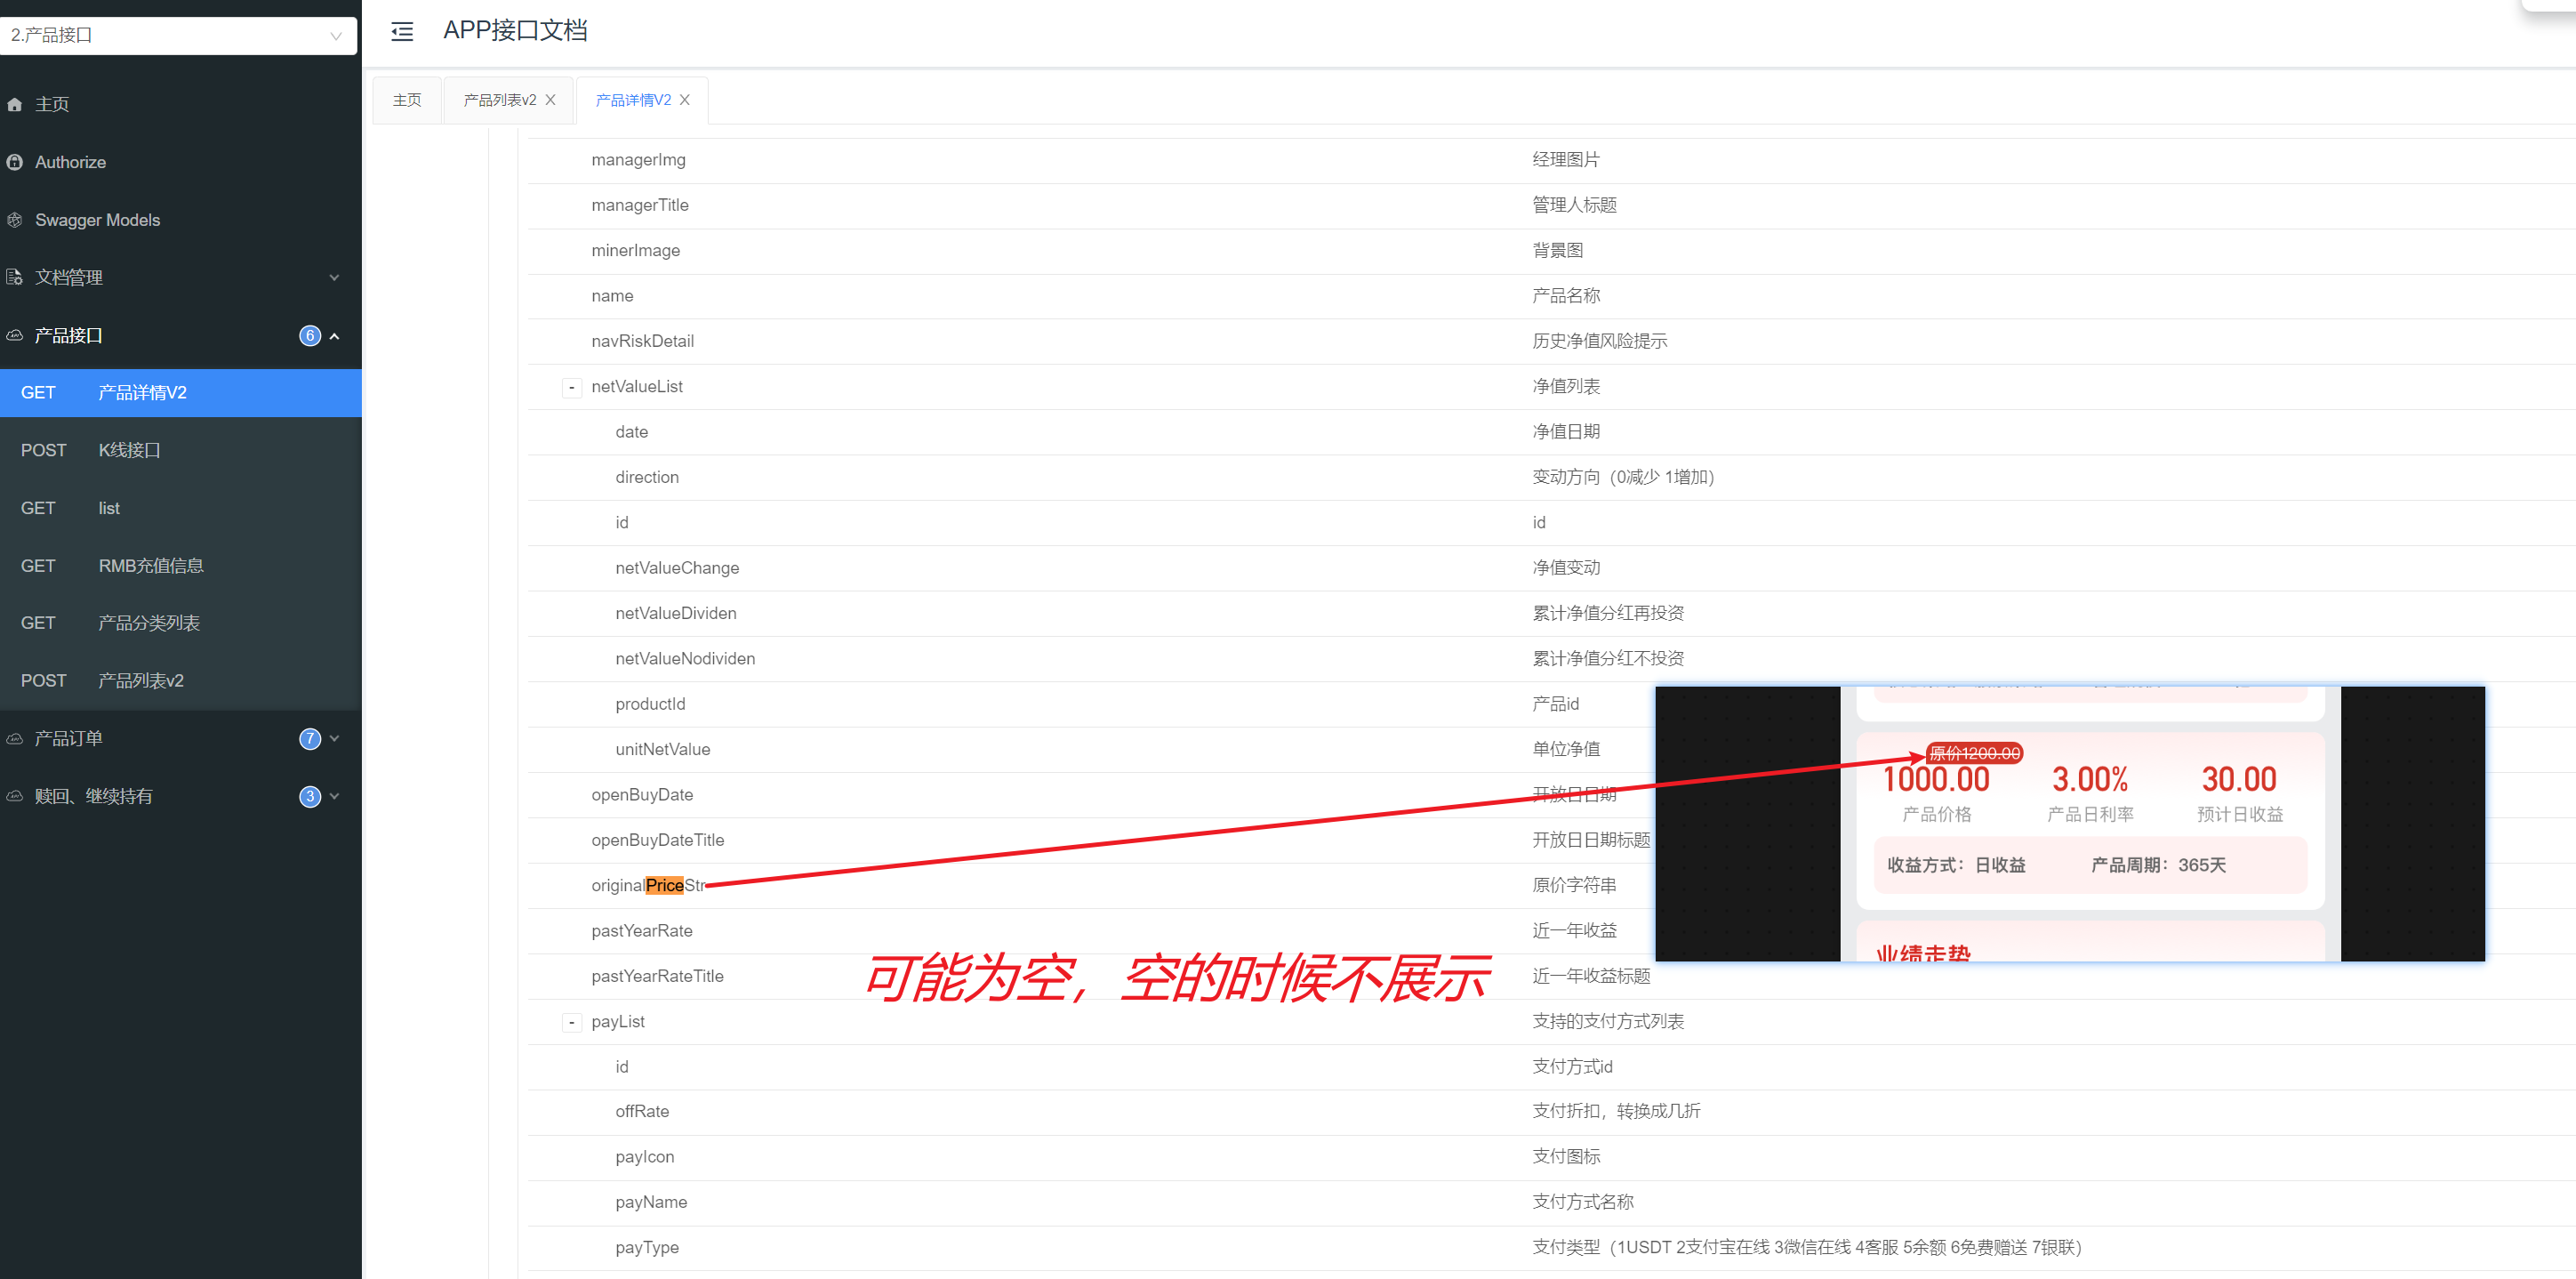 2.产品接口
主页
Authorize
Swagger Models
文档管理
产品接口 6
GET 产品详情V2
POST K线接口
GET list
GET RMB充值信息
GET 产品分类列表
POST 产品列表v2
产品订单 7
赎回、继续持有 3
APP接口文档
主页 产品列表v2 产品详情V2
managerImg 经理图片
managerTitle 管理人标题
minerImage 背景图
name 产品名称
navRiskDetail 历史净值风险提示
- netValueList 净值列表
date 净值日期
direction 变动方向（0减少 1增加）
id id
netValueChange 净值变动
netValueDividen 累计净值分红再投资
netValueNodividen 累计净值分红不投资
productId 产品id
unitNetValue 单位净值
openBuyDate 开放日日期
openBuyDateTitle 开放日日期标题
originalPriceStr 原价字符串
pastYearRate 近一年收益
pastYearRateTitle 近一年收益标题
可能为空，空的时候不展示
- payList 支持的支付方式列表
id 支付方式id
offRate 支付折扣，转换成几折
payIcon 支付图标
payName 支付方式名称
payType 支付类型（1USDT 2支付宝在线 3微信在线 4客服 5余额 6免费赠送 7银联）
原价1200.00
1000.00 3.00% 30.00
产品价格 产品日利率 预计日收益
收益方式：日收益 产品周期：365天
业绩走势